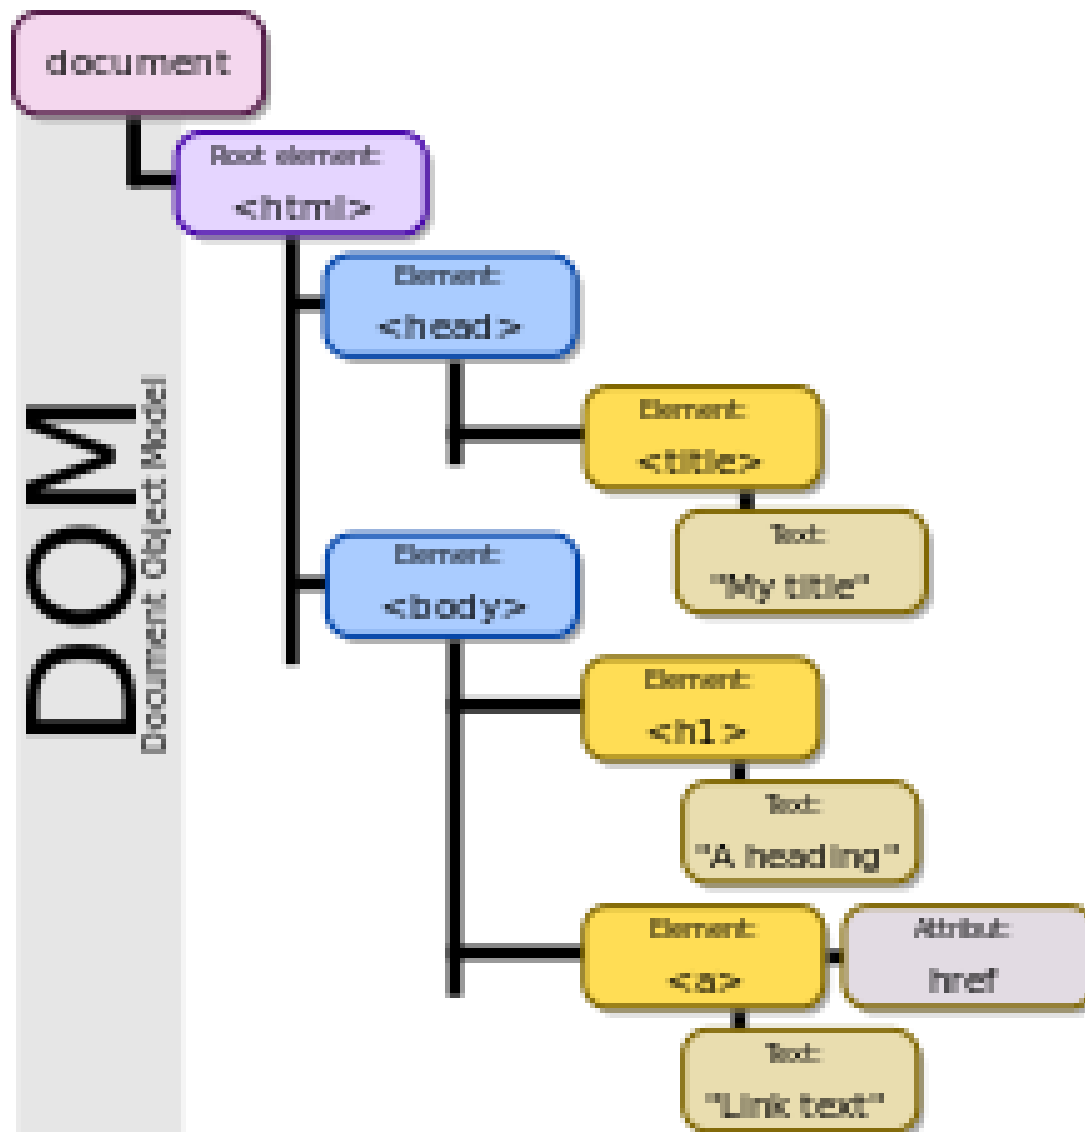 document
Root element:
<html>
Element:
<head>
Element:
<title>
Text:
"My title"
Element:
<body>
Element:
<h1>
Text:
"A heading"
Element:
<a>
Attribut:
href
Text:
"Link text"
DOM
Document Object Model